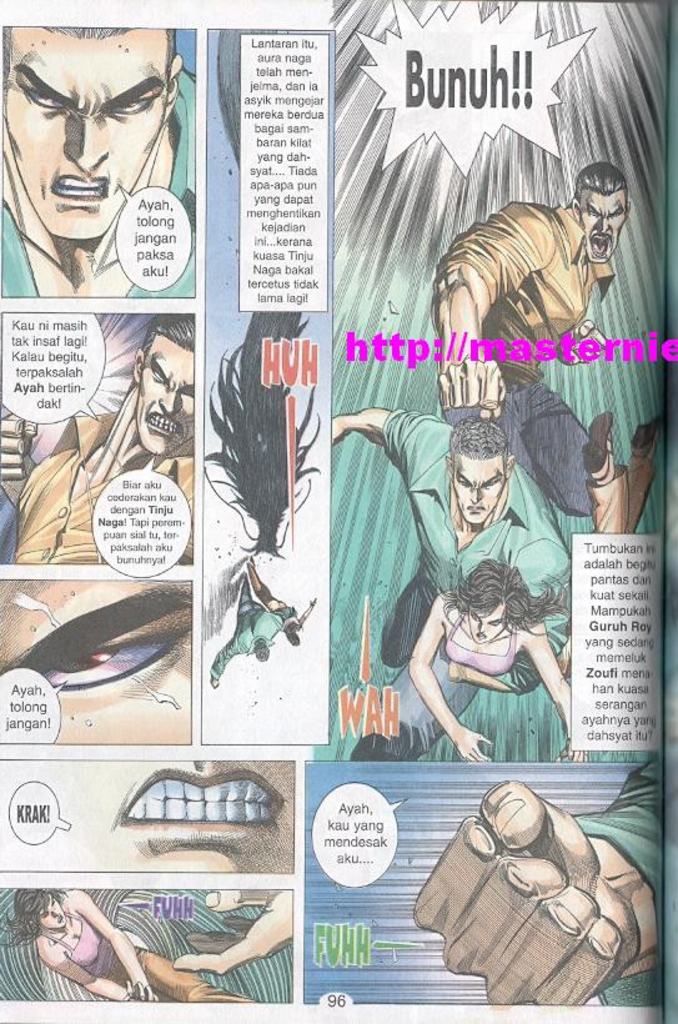 Ayah,
tolong
jangan
paksa
aku!
Kau ni masih
tak insaf lagi!
Kalau begitu,
terpaksalah
Ayah bertin-
dak!
Biar aku
cederakan kau
dengan Tinju
Naga! Tapi perem-
puan sial tu, ter-
paksalah aku
bunuhnya!
Ayah,
tolong
jangan!
Lantaran itu,
aura naga
telah men-
jelma, dan ia
asyik mengejar
mereka berdua
bagai sam-
baran kilat
yang dah-
syat.... Tiada
apa-apa pun
yang dapat
menghentikan
kejadian
ini...kerana
kuasa Tinju
Naga bakal
terlepas tidak
lama lagi!
HUH
Bunuh!!
http://masternie
Tumbukan
adalah
pantas dan
kuat sekali.
Mampukah
Guruh Roy
yang sedang
memeluk
Zoufi mena-
han kuasa
serangan
ayahnya yang
dahsyat itu?
WAH
KRAK!
FUHH
Ayah,
kau yang
mendesak
aku....
FUHH
96